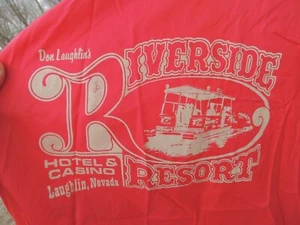 Don Laughlin's
RIVERSIDE
RESORT
HOTEL &
CASINO
Laughlin, Nevada